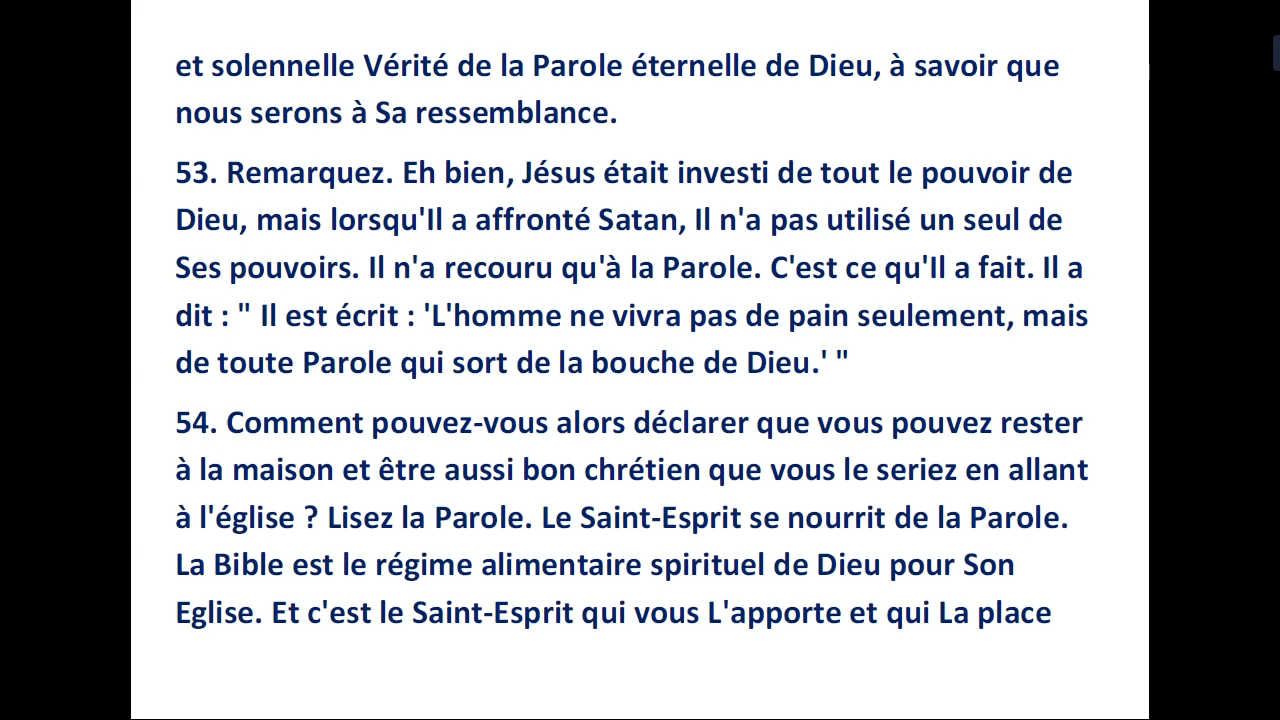 et solennelle Vérité de la Parole éternelle de Dieu, à savoir que
nous serons à Sa ressemblance.
53. Remarquez. Eh bien, Jésus était investi de tout le pouvoir de
Dieu, mais lorsqu'Il a affronté Satan, Il n'a pas utilisé un seul de
Ses pouvoirs. Il n'a recouru qu'à la Parole. C'est ce qu'Il a fait. Il a
dit : " Il est écrit : 'L'homme ne vivra pas de pain seulement, mais
de toute Parole qui sort de la bouche de Dieu.' "
54. Comment pouvez-vous alors déclarer que vous pouvez rester
à la maison et être aussi bon chrétien que vous le seriez en allant
à l'église ? Lisez la Parole. Le Saint-Esprit se nourrit de la Parole.
La Bible est le régime alimentaire spirituel de Dieu pour Son
Eglise. Et c'est le Saint-Esprit qui vous L'apporte et qui La place